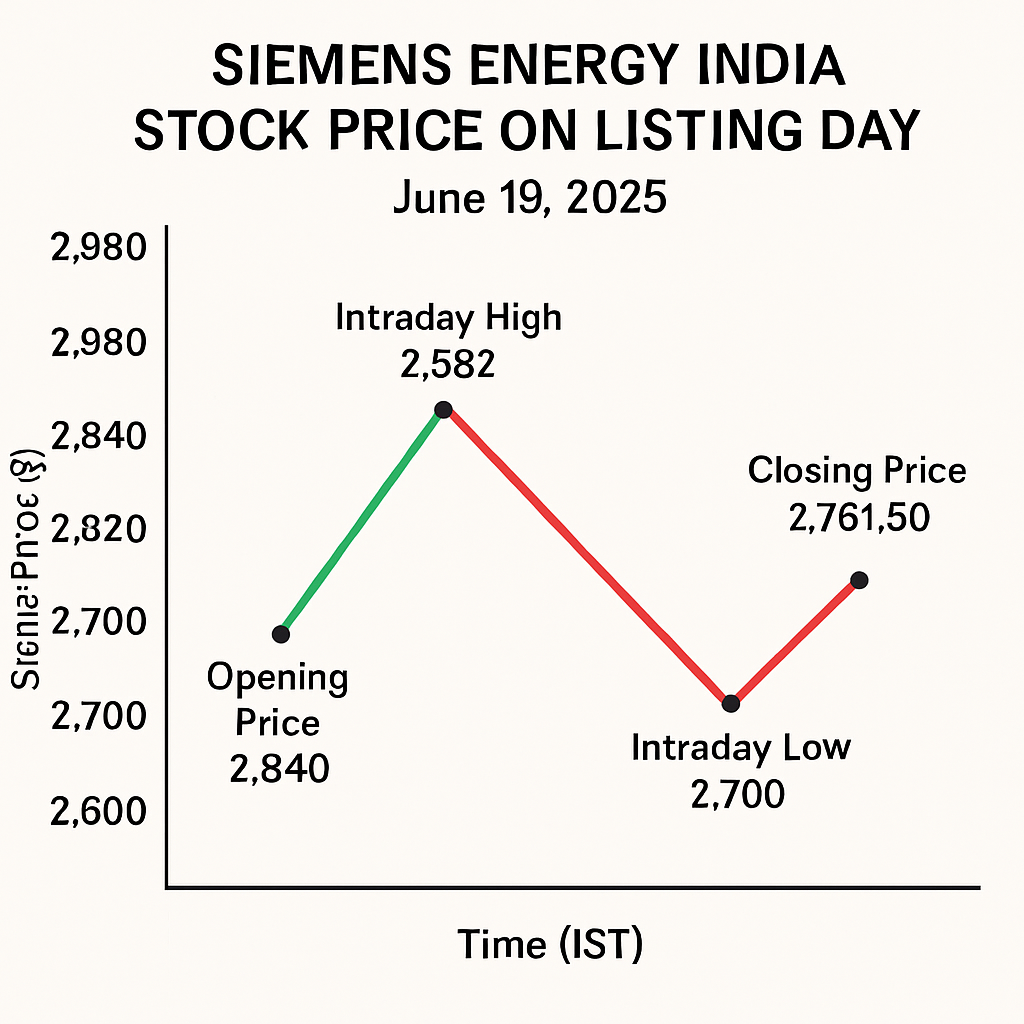 SIEMENS ENERGY INDIA
STOCK PRICE ON LISTING DAY
June 19, 2025
2,980
2,980
2,840
2,820
2,700
2,700
2,600
Intraday High
2,582
Closing Price
2,761,50
Opening
Price
2,840
Intraday Low
2,700
Time (IST)